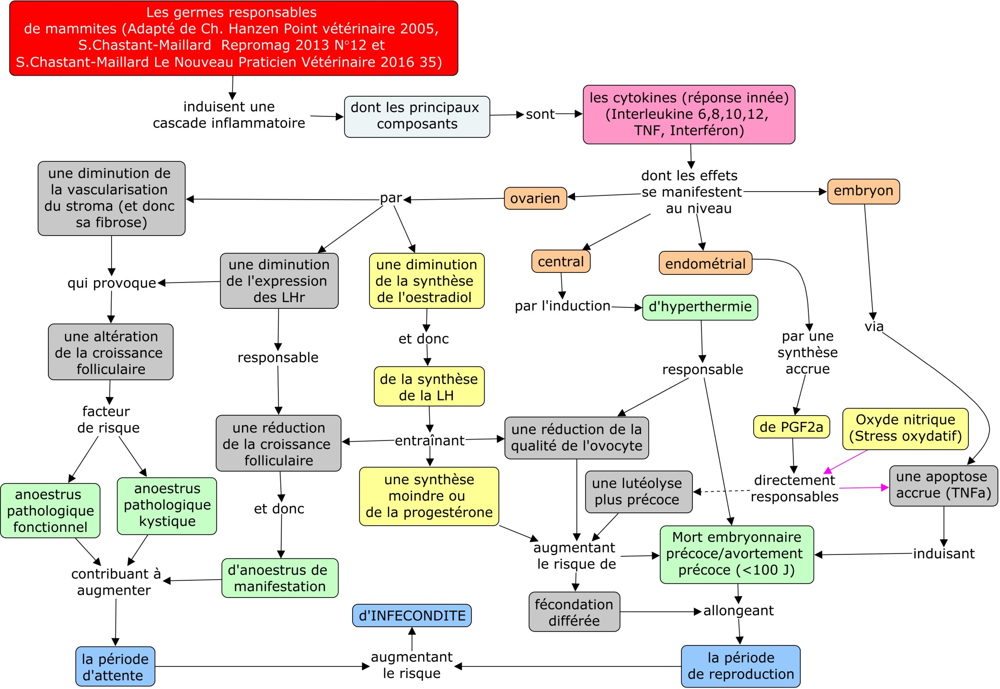 Les germes responsables
de mammites (Adapté de Ch. Hanzen Point vétérinaire 2005,
S.Chastant-Maillard Repromag 2013 N°12 et
S.Chastant-Maillard Le Nouveau Praticien Vétérinaire 2016 35)
induisent une
cascade inflammatoire
dont les principaux
composants
sont
les cytokines (réponse innée)
(Interleukine 6,8,10,12,
TNF, Interféron)
dont les effets
se manifestent
au niveau
embryon
ovarien
par
une diminution de
la vascularisation
du stroma (et donc
sa fibrose)
central
endométrial
une diminution
de l'expression
des LHr
une diminution
de la synthèse
de l'oestradiol
qui provoque
par l'induction
d'hyperthermie
via
par une
synthèse
accrue
une altération
de la croissance
folliculaire
responsable
et donc
responsable
de la synthèse
de la LH
facteur
de risque
une réduction
de la croissance
folliculaire
entraînant
une réduction de la
qualité de l'ovocyte
de PGF2a
Oxyde nitrique
(Stress oxydatif)
anoestrus
pathologique
fonctionnel
anoestrus
pathologique
kystique
et donc
une synthèse
moindre ou
de la progestérone
une lutéolyse
plus précoce
directement
responsables
une apoptose
accrue (TNFa)
augmentant
le risque de
Mort embryonnaire
précoce/avortement
précoce (<100 J)
induisant
contribuant à
augmenter
d'anoestrus de
manifestation
fécondation
différée
allongeant
d'INFECONDITE
la période
d'attente
augmentant
le risque
la période
de reproduction